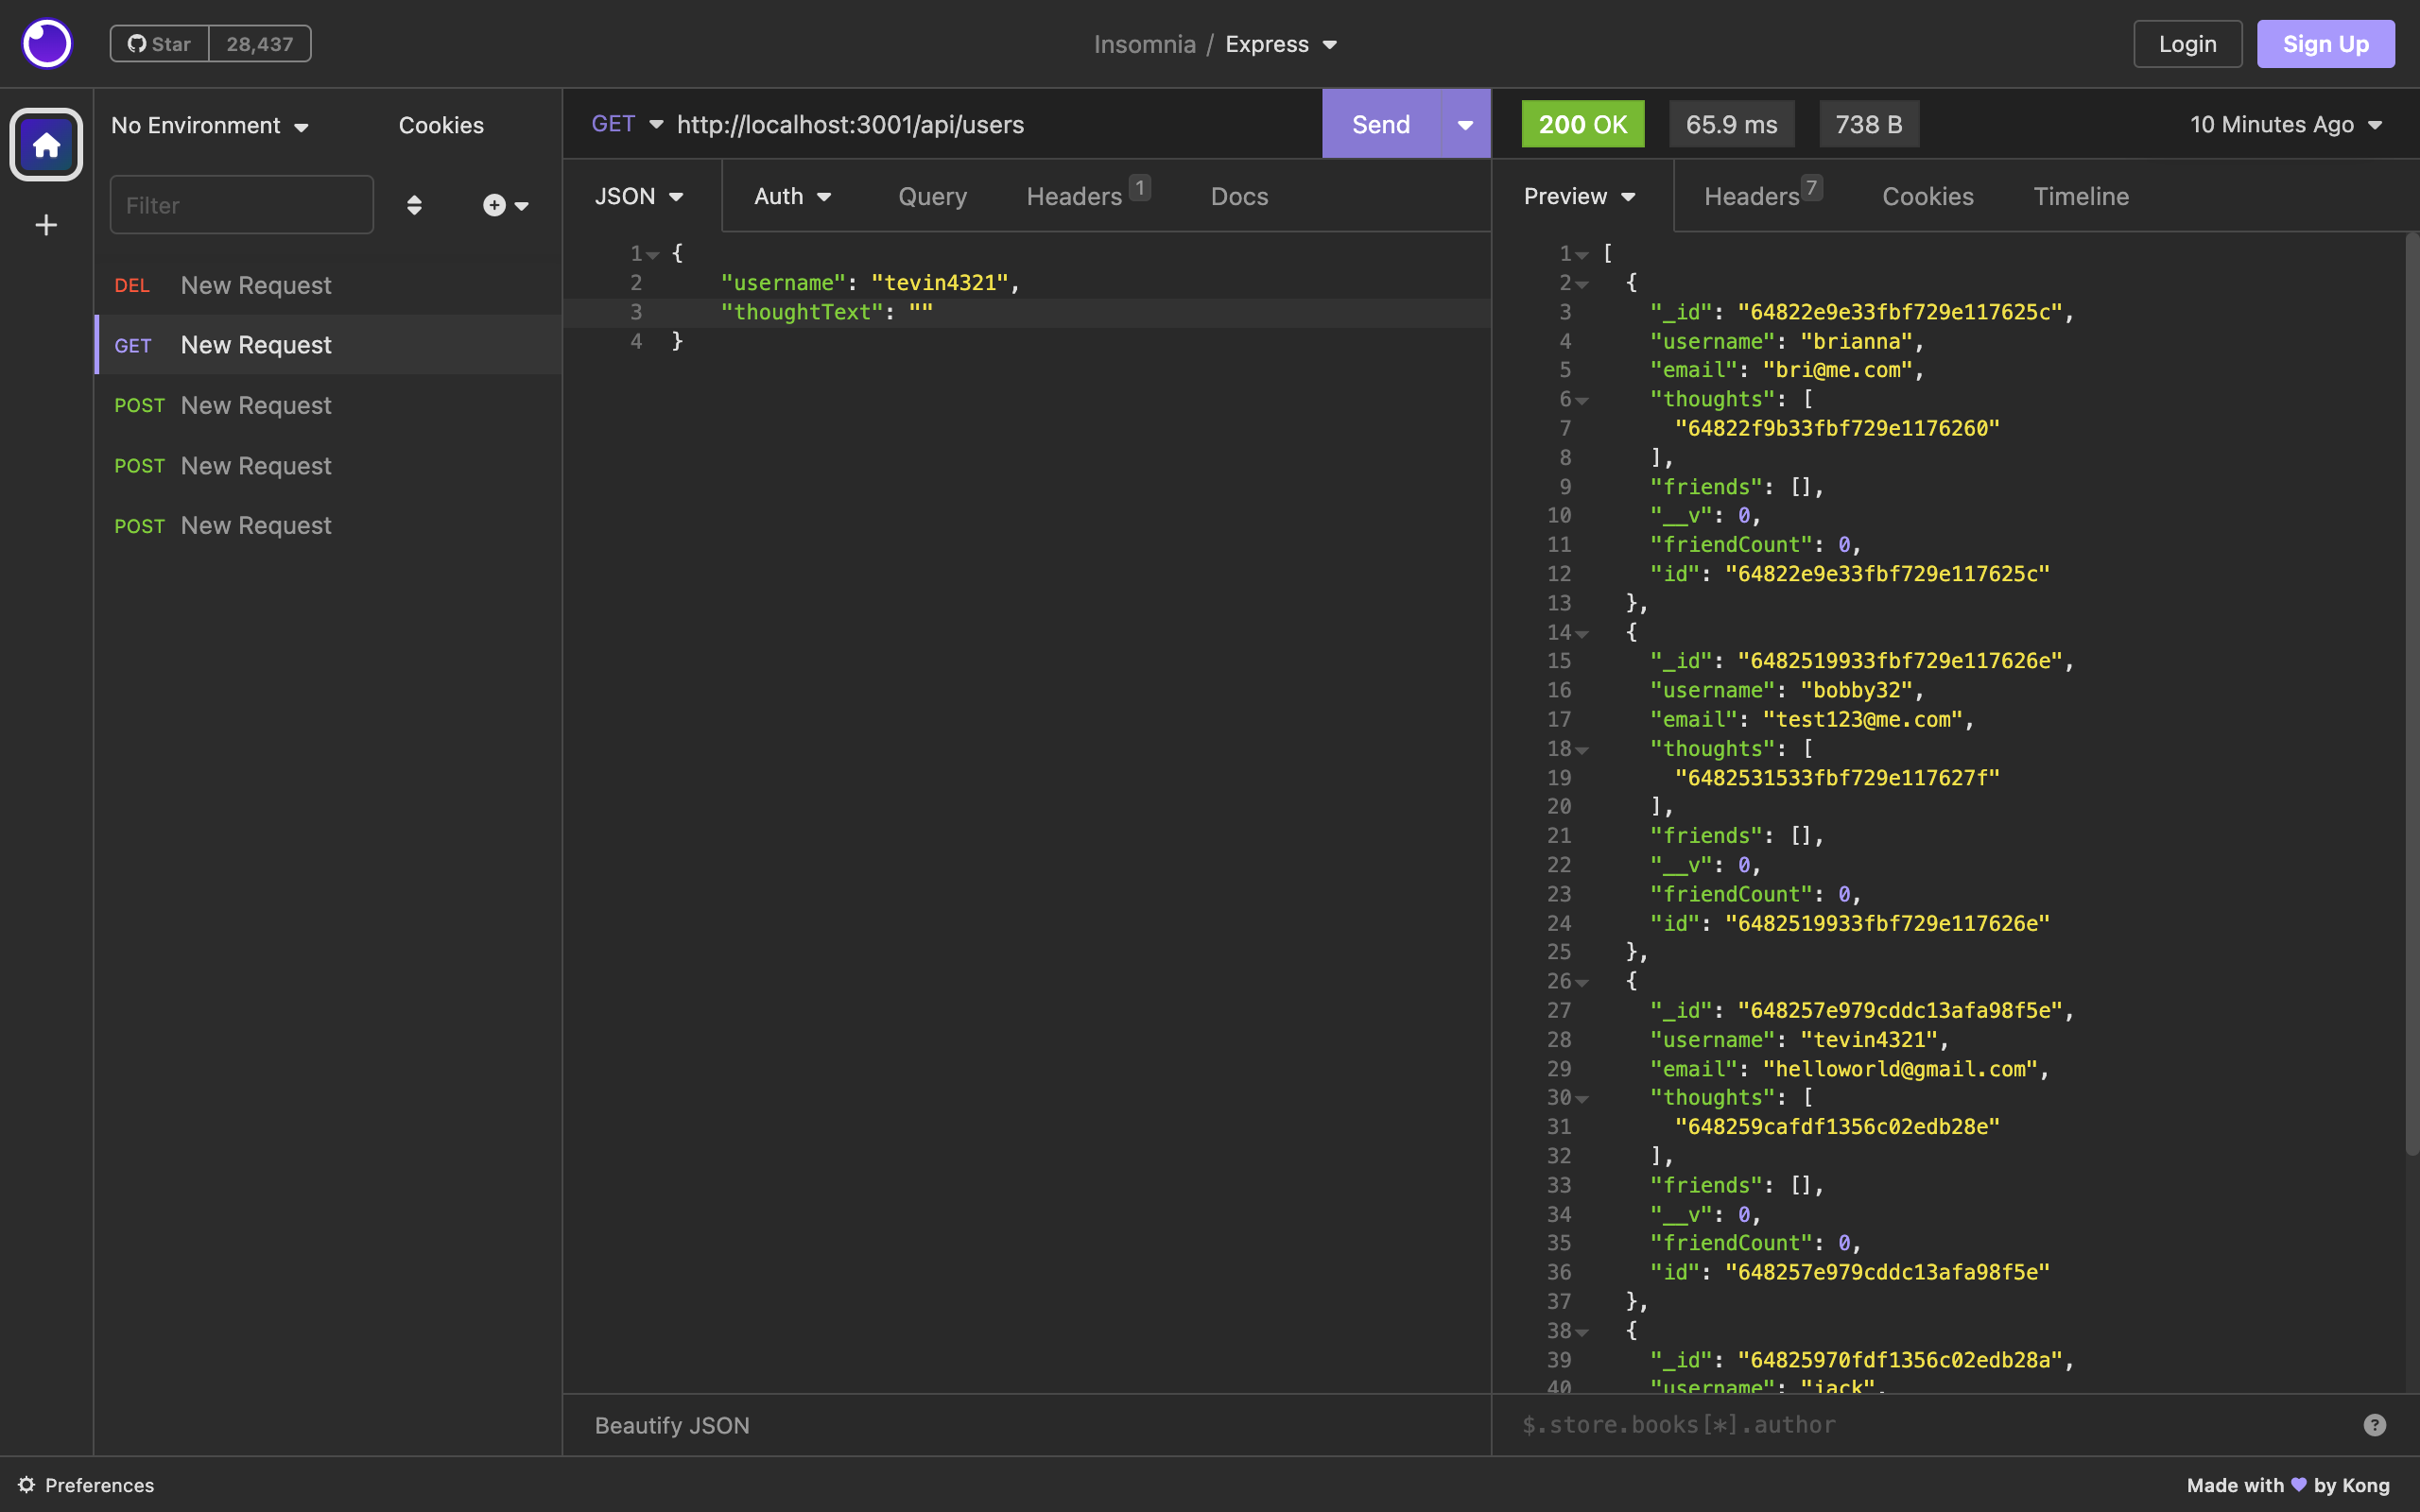 Star 28,437
Insomnia / Express
Login Sign Up
No Environment Cookies
Filter
DEL New Request
GET New Request
POST New Request
POST New Request
POST New Request
GET http://localhost:3001/api/users Send
JSON Auth Query Headers 1 Docs
1 {
2 "username": "tevin4321",
3 "thoughtText": ""
4 }
Beautify JSON
200 OK 65.9 ms 738 B 10 Minutes Ago
Preview Headers 7 Cookies Timeline
1 [
2 {
3 "_id": "64822e9e33fbf729e117625c",
4 "username": "brianna",
5 "email": "bri@me.com",
6 "thoughts": [
7 "64822f9b33fbf729e1176260"
8 ],
9 "friends": [],
10 "__v": 0,
11 "friendCount": 0,
12 "id": "64822e9e33fbf729e117625c"
13 },
14 {
15 "_id": "6482519933fbf729e117626e",
16 "username": "bobby32",
17 "email": "test123@me.com",
18 "thoughts": [
19 "6482531533fbf729e117627f"
20 ],
21 "friends": [],
22 "__v": 0,
23 "friendCount": 0,
24 "id": "6482519933fbf729e117626e"
25 },
26 {
27 "_id": "648257e979cddc13afa98f5e",
28 "username": "tevin4321",
29 "email": "helloworld@gmail.com",
30 "thoughts": [
31 "648259cafdf1356c02edb28e"
32 ],
33 "friends": [],
34 "__v": 0,
35 "friendCount": 0,
36 "id": "648257e979cddc13afa98f5e"
37 },
38 {
39 "_id": "64825970fdf1356c02edb28a",
40 "username": "jack",
$.store.books[*].author
Preferences
Made with by Kong